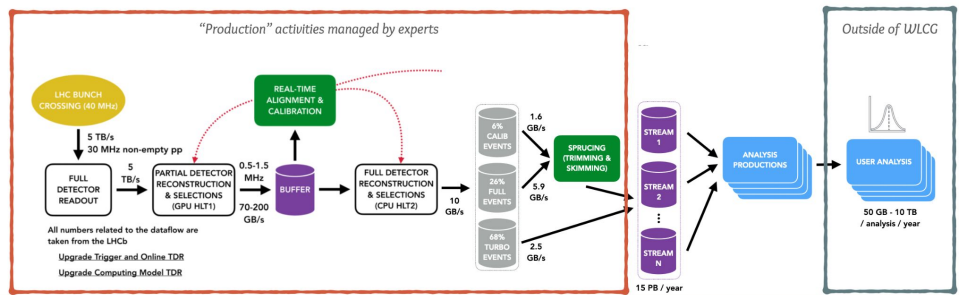 “Production” activities managed by experts
Outside of WLCG
LHC BUNCH
CROSSING (40 MHz)
REAL-TIME
ALIGNMENT &
CALIBRATION
5 TB/s
30 MHz non-empty pp
FULL
DETECTOR
READOUT
5
TB/s
PARTIAL DETECTOR
RECONSTRUCTION
& SELECTIONS
(GPU HLT1)
0.5-1.5
MHz
70-200
GB/s
BUFFER
FULL DETECTOR
RECONSTRUCTION
& SELECTIONS
(CPU HLT2)
10
GB/s
6%
CALIB
EVENTS
26%
FULL
EVENTS
68%
TURBO
EVENTS
1.6
GB/s
5.9
GB/s
2.5
GB/s
SPRUCING
(TRIMMING &
SKIMMING)
STREAM
1
STREAM
2
STREAM
N
15 PB / year
ANALYSIS
PRODUCTIONS
USER ANALYSIS
50 GB - 10 TB
/ analysis / year
All numbers related to the dataflow are
taken from the LHCb
Upgrade Trigger and Online TDR
Upgrade Computing Model TDR